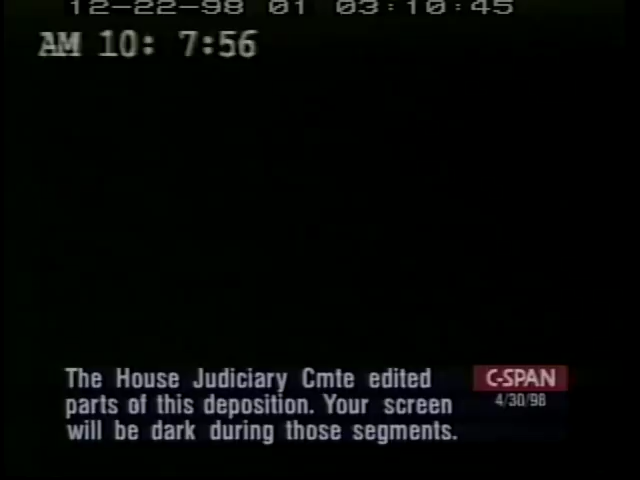 12-22-98 01 03:10:45
AM 10: 7:56
The House Judiciary Cmte edited
parts of this deposition. Your screen
will be dark during those segments.
C-SPAN
4/30/98